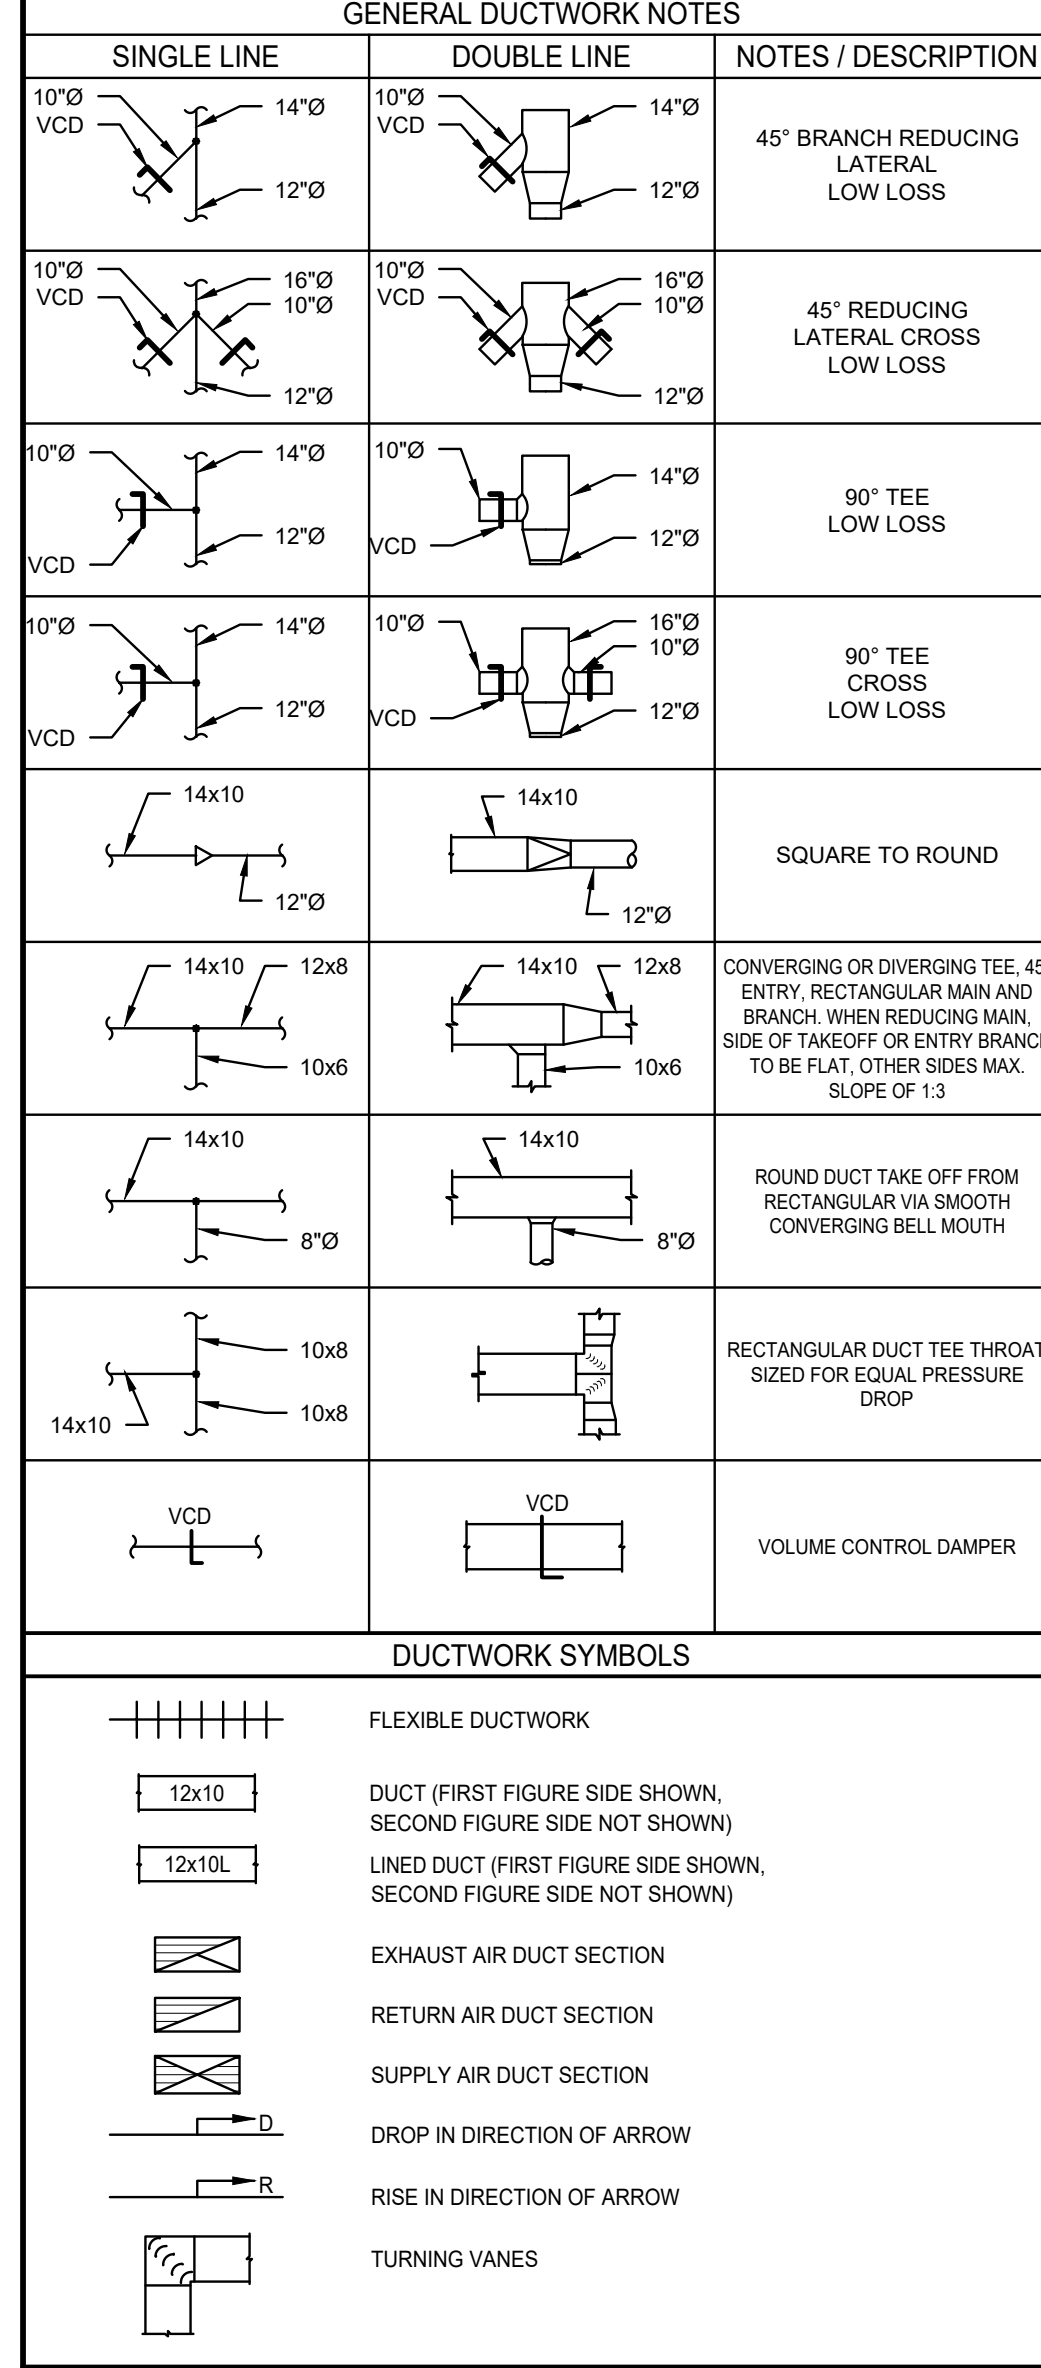 GENERAL DUCTWORK NOTES
SINGLE LINE
DOUBLE LINE
NOTES / DESCRIPTION
10"Ø
VCD
14"Ø
12"Ø
10"Ø
VCD
14"Ø
12"Ø
45° BRANCH REDUCING
LATERAL
LOW LOSS
10"Ø
VCD
16"Ø
10"Ø
12"Ø
10"Ø
VCD
16"Ø
10"Ø
12"Ø
45° REDUCING
LATERAL CROSS
LOW LOSS
10"Ø
14"Ø
12"Ø
VCD
10"Ø
14"Ø
12"Ø
VCD
90° TEE
LOW LOSS
10"Ø
14"Ø
12"Ø
VCD
10"Ø
16"Ø
10"Ø
12"Ø
VCD
90° TEE
CROSS
LOW LOSS
14x10
12"Ø
14x10
12"Ø
SQUARE TO ROUND
14x10
12x8
10x6
14x10
12x8
10x6
CONVERGING OR DIVERGING TEE, 45
ENTRY, RECTANGULAR MAIN AND
BRANCH. WHEN REDUCING MAIN,
SIDE OF TAKEOFF OR ENTRY BRANCH
TO BE FLAT, OTHER SIDES MAX.
SLOPE OF 1:3
14x10
8"Ø
14x10
8"Ø
ROUND DUCT TAKE OFF FROM
RECTANGULAR VIA SMOOTH
CONVERGING BELL MOUTH
10x8
10x8
14x10
RECTANGULAR DUCT TEE THROAT
SIZED FOR EQUAL PRESSURE
DROP
VCD
VCD
VOLUME CONTROL DAMPER
DUCTWORK SYMBOLS
FLEXIBLE DUCTWORK
12x10
DUCT (FIRST FIGURE SIDE SHOWN,
SECOND FIGURE SIDE NOT SHOWN)
12x10L
LINED DUCT (FIRST FIGURE SIDE SHOWN,
SECOND FIGURE SIDE NOT SHOWN)
EXHAUST AIR DUCT SECTION
RETURN AIR DUCT SECTION
SUPPLY AIR DUCT SECTION
D
DROP IN DIRECTION OF ARROW
R
RISE IN DIRECTION OF ARROW
TURNING VANES